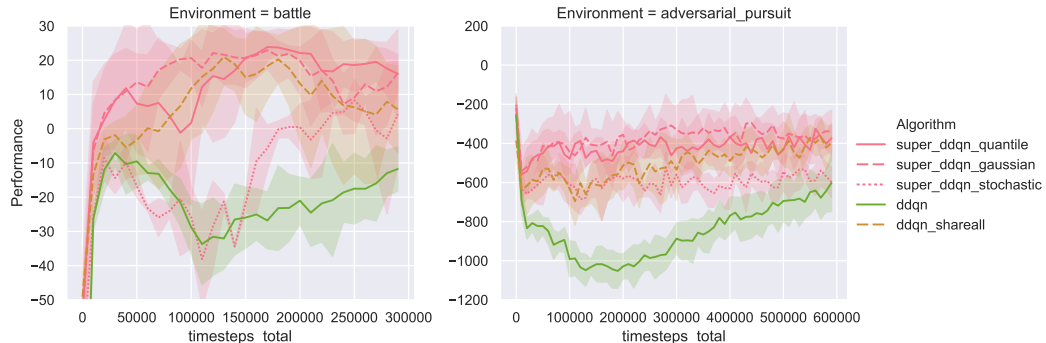 Environment = battle
30
20
10
0
−10
−20
−30
−40
−50
Performance
0 50000 100000 150000 200000 250000 300000
timesteps_total
Environment = adversarial_pursuit
200
0
−200
−400
−600
−800
−1000
−1200
0 100000 200000 300000 400000 500000 600000
timesteps_total
Algorithm
super_ddqn_quantile
super_ddqn_gaussian
super_ddqn_stochastic
ddqn
ddqn_shareall